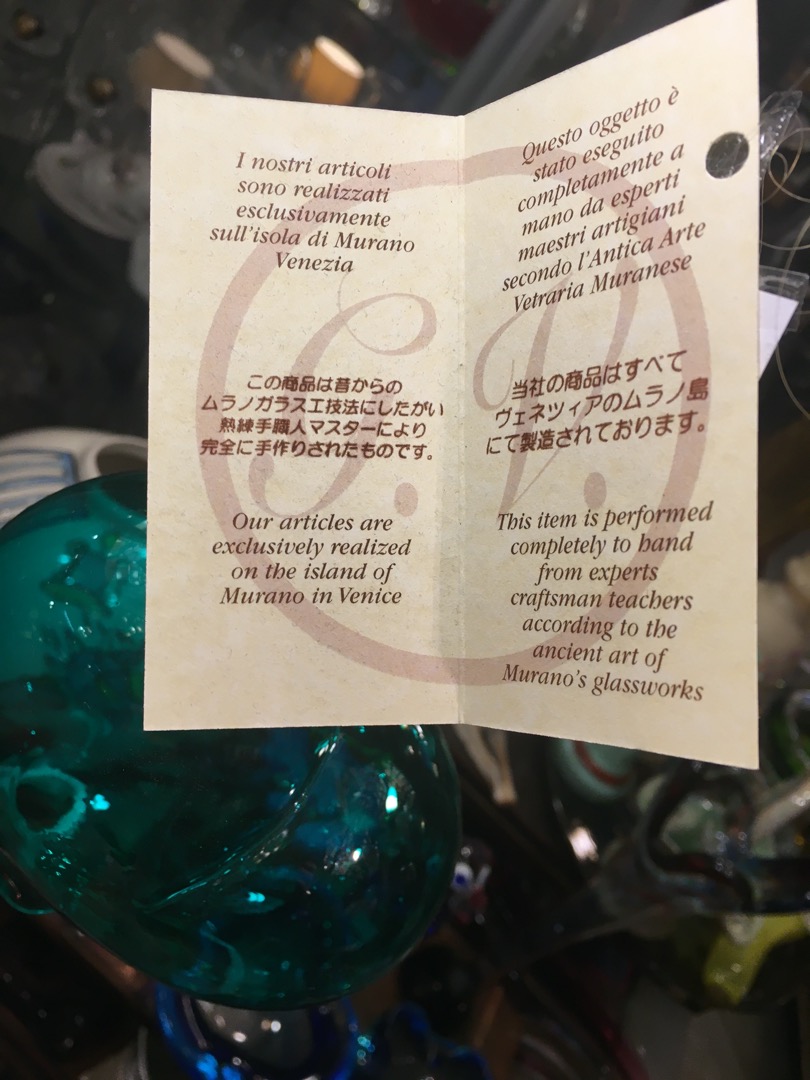 I nostri articoli
sono realizzati
esclusivamente
sull'isola di Murano
Venezia
この商品は昔からの
ムラノガラス工技法にしたがい
熟練手職人マスターにより
完全に手作りされたものです。
Our articles are
exclusively realized
on the island of
Murano in Venice
Questo oggetto è
stato eseguito
completamente a
mano da esperti
maestri artigiani
secondo l'Antica Arte
Vetraria Muranese
当社の商品はすべて
ヴェネツィアのムラノ島
にて製造されております。
This item is performed
completely to hand
from experts
craftsman teachers
according to the
ancient art of
Murano's glassworks
G.V.